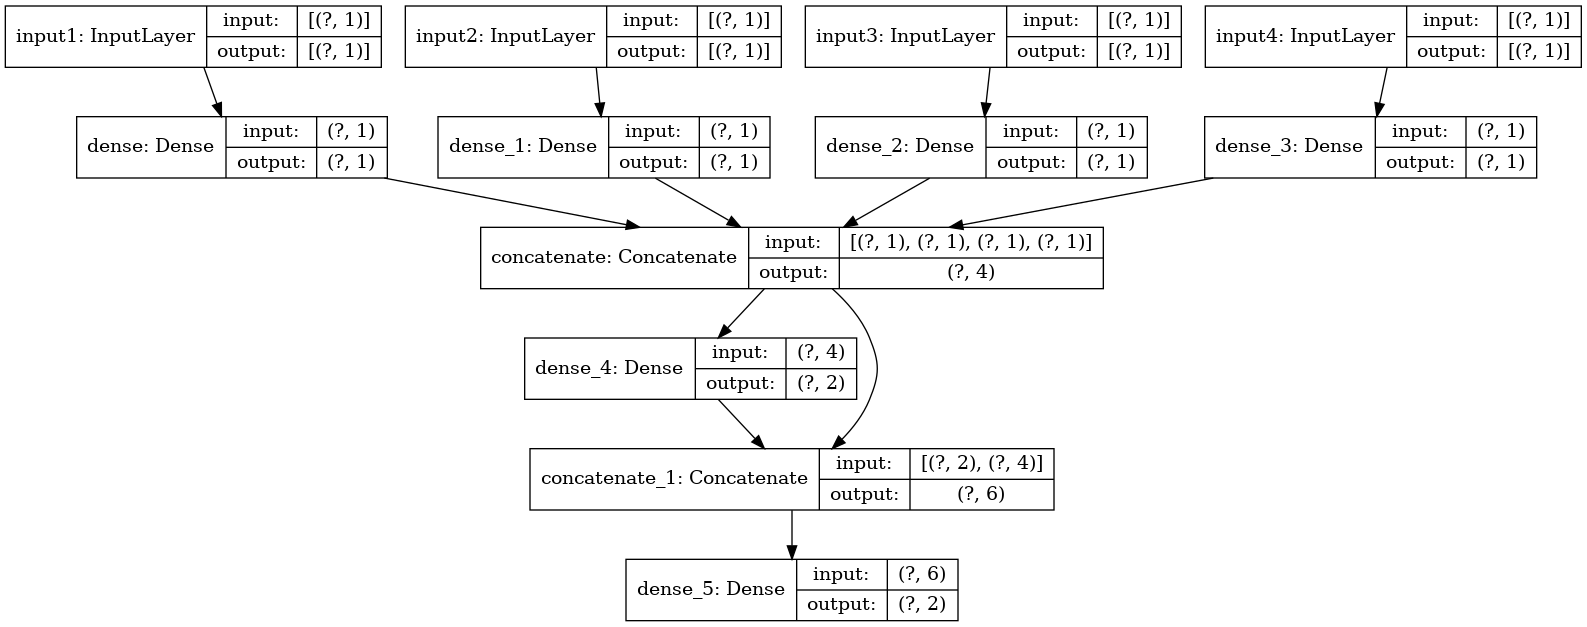 input1: InputLayer input: [(?, 1)] output: [(?, 1)]
input2: InputLayer input: [(?, 1)] output: [(?, 1)]
input3: InputLayer input: [(?, 1)] output: [(?, 1)]
input4: InputLayer input: [(?, 1)] output: [(?, 1)]
dense: Dense input: (?, 1) output: (?, 1)
dense_1: Dense input: (?, 1) output: (?, 1)
dense_2: Dense input: (?, 1) output: (?, 1)
dense_3: Dense input: (?, 1) output: (?, 1)
concatenate: Concatenate input: [(?, 1), (?, 1), (?, 1), (?, 1)] output: (?, 4)
dense_4: Dense input: (?, 4) output: (?, 2)
concatenate_1: Concatenate input: [(?, 2), (?, 4)] output: (?, 6)
dense_5: Dense input: (?, 6) output: (?, 2)